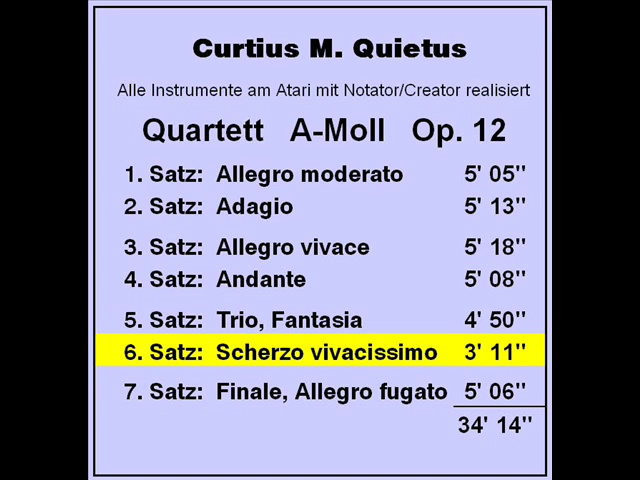 Curtius M. Quietus
Alle Instrumente am Atari mit Notator/Creator realisiert
Quartett A-Moll Op. 12
1. Satz: Allegro moderato 5' 05"
2. Satz: Adagio 5' 13"
3. Satz: Allegro vivace 5' 18"
4. Satz: Andante 5' 08"
5. Satz: Trio, Fantasia 4' 50"
6. Satz: Scherzo vivacissimo 3' 11"
7. Satz: Finale, Allegro fugato 5' 06"
34' 14"